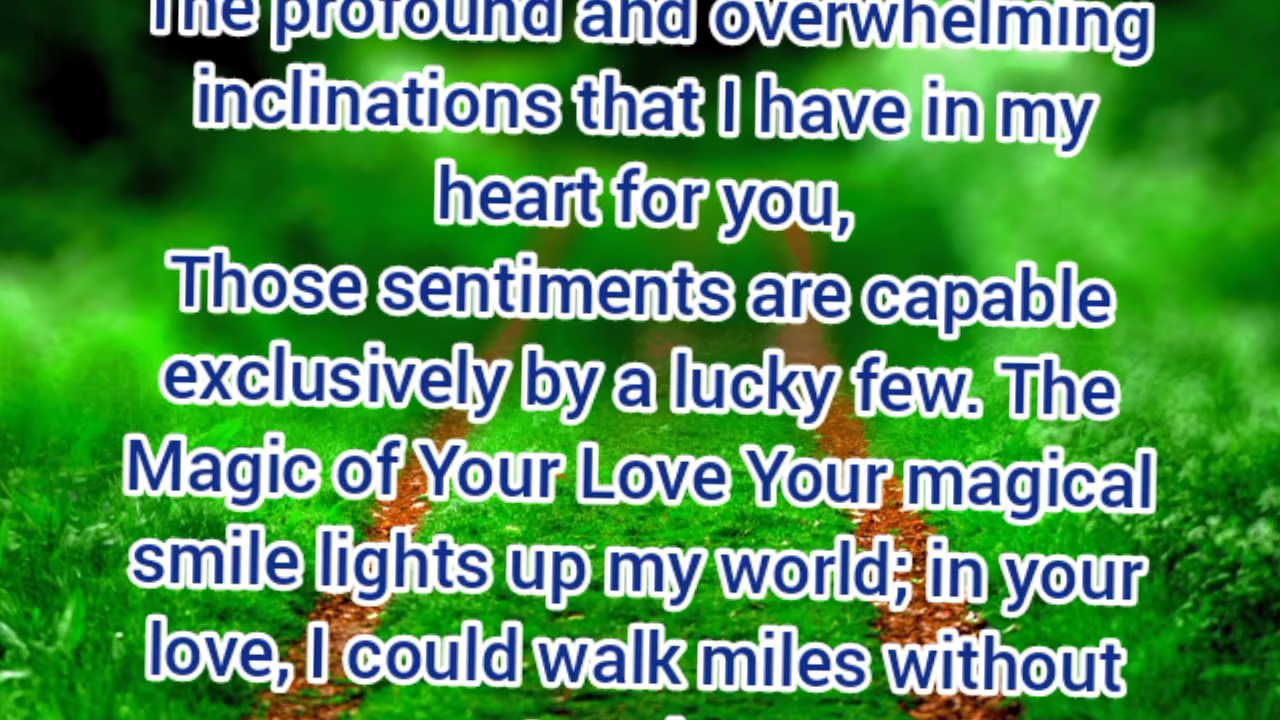 The profound and overwhelming
inclinations that I have in my
heart for you,
Those sentiments are capable
exclusively by a lucky few. The
Magic of Your Love Your magical
smile lights up my world; in your
love, I could walk miles without